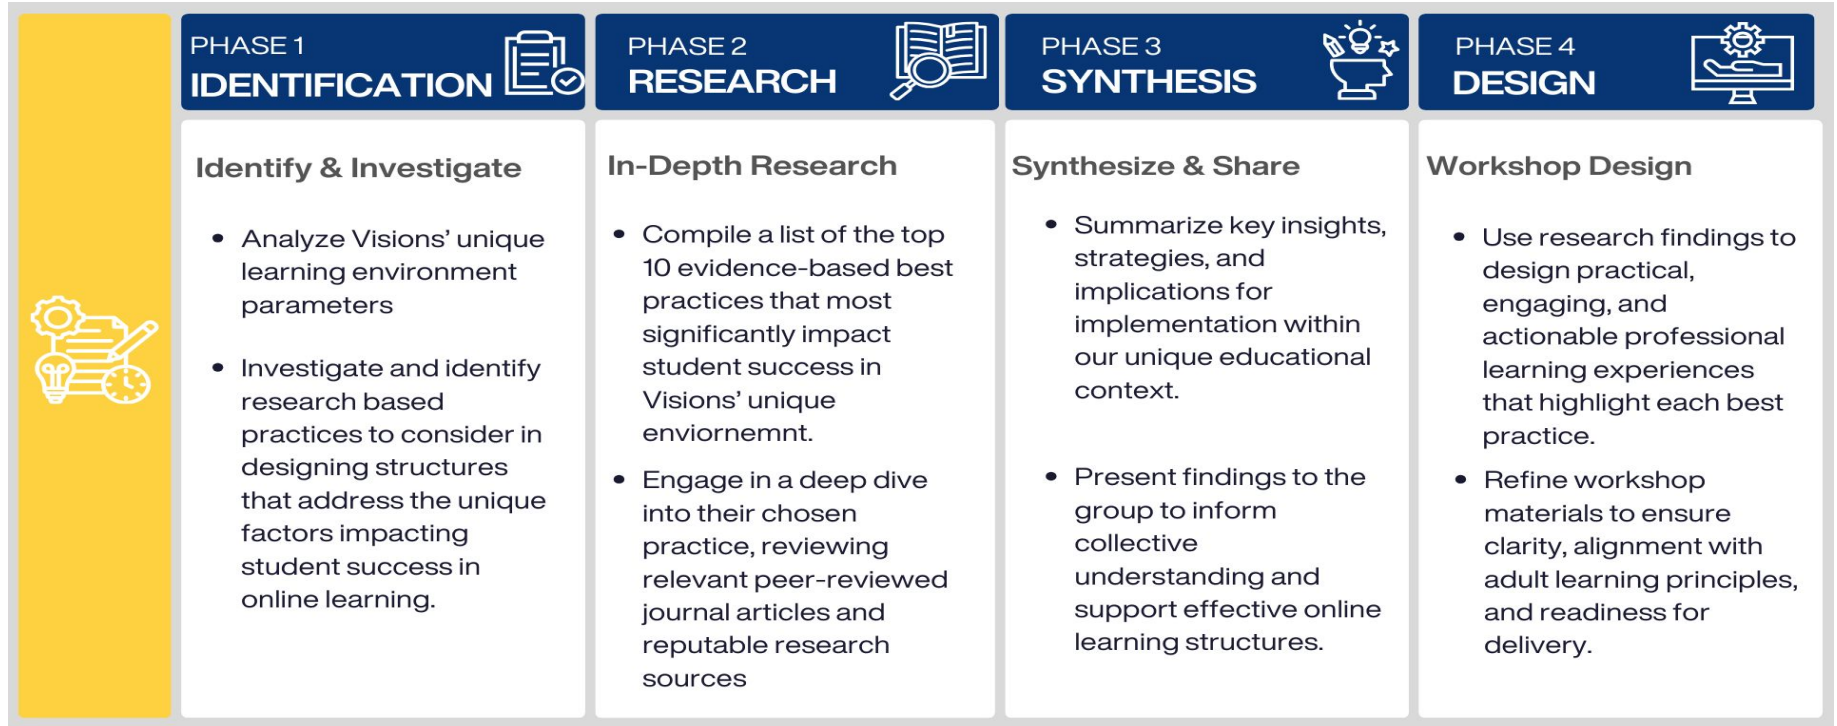 PHASE 1
IDENTIFICATION
Identify & Investigate
• Analyze Visions’ unique
learning environment
parameters
• Investigate and identify
research based
practices to consider in
designing structures
that address the unique
factors impacting
student success in
online learning.
PHASE 2
RESEARCH
In-Depth Research
• Compile a list of the top
10 evidence-based best
practices that most
significantly impact
student success in
Visions’ unique
enviornemnt.
• Engage in a deep dive
into their chosen
practice, reviewing
relevant peer-reviewed
journal articles and
reputable research
sources
PHASE 3
SYNTHESIS
Synthesize & Share
• Summarize key insights,
strategies, and
implications for
implementation within
our unique educational
context.
• Present findings to the
group to inform
collective
understanding and
support effective online
learning structures.
PHASE 4
DESIGN
Workshop Design
• Use research findings to
design practical,
engaging, and
actionable professional
learning experiences
that highlight each best
practice.
• Refine workshop
materials to ensure
clarity, alignment with
adult learning principles,
and readiness for
delivery.